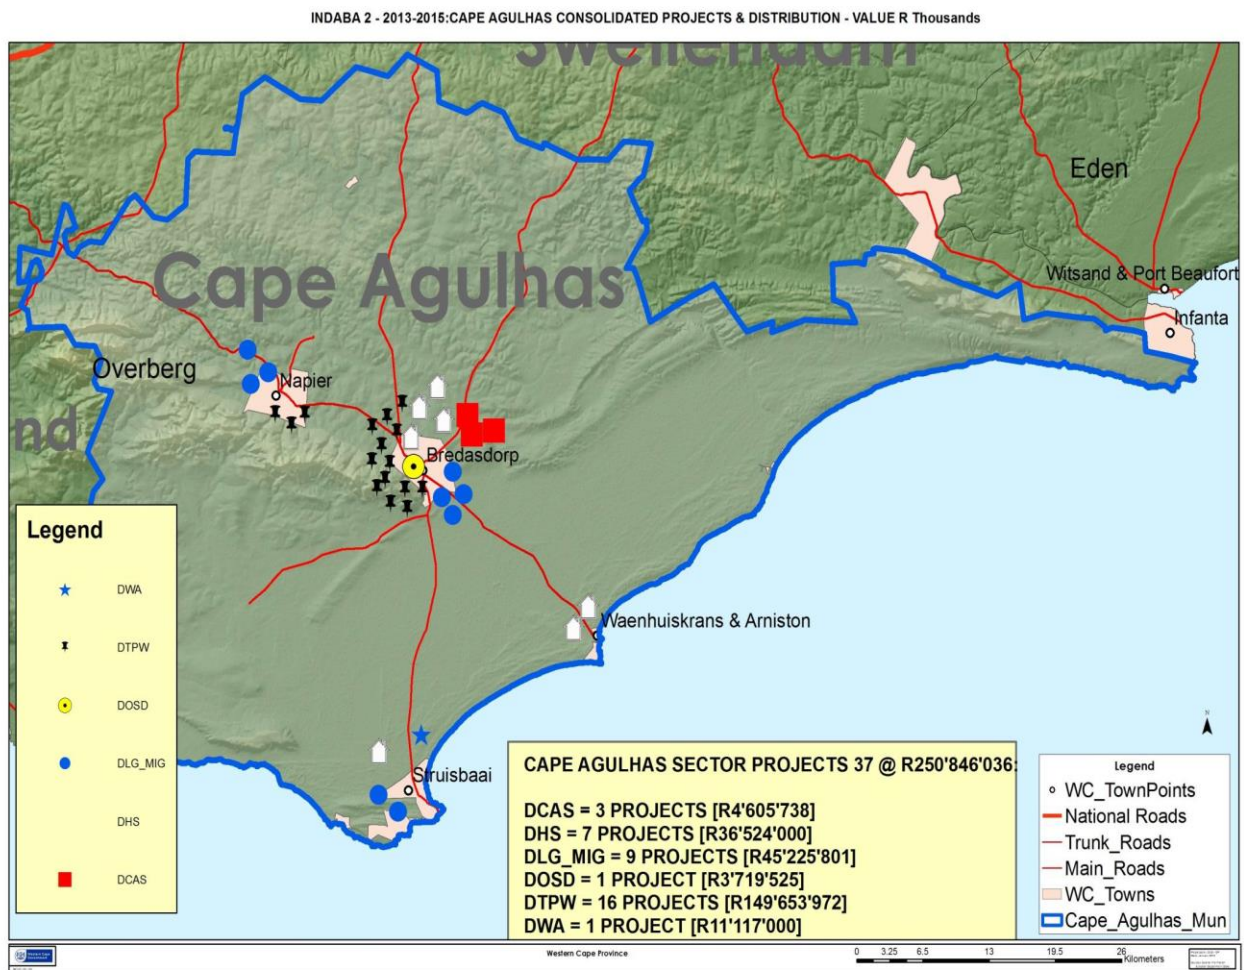 INDABA 2 - 2013-2015:CAPE AGULHAS CONSOLIDATED PROJECTS & DISTRIBUTION - VALUE R Thousands
Swellendam
Eden
Witsand & Port Beaufort
Infanta
Cape Agulhas
Overberg
Napier
nd
Bredasdorp
Waenhuiskrans & Arniston
Struisbaai
Legend
DWA
DTPW
DOSD
DLG_MIG
DHS
DCAS
CAPE AGULHAS SECTOR PROJECTS 37 @ R250'846'036:
DCAS = 3 PROJECTS [R4'605'738]
DHS = 7 PROJECTS [R36'524'000]
DLG_MIG = 9 PROJECTS [R45'225'801]
DOSD = 1 PROJECT [R3'719'525]
DTPW = 16 PROJECTS [R149'653'972]
DWA = 1 PROJECT [R11'117'000]
N
Legend
WC_TownPoints
National Roads
Trunk_Roads
Main_Roads
WC_Towns
Cape_Agulhas_Mun
Western Cape Province
0 3.25 6.5 13 19.5 26
Kilometers